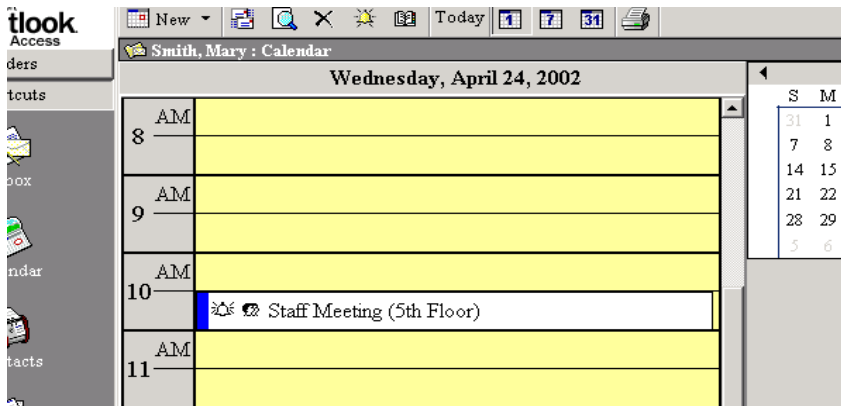 tlook
Access
New Today 1 7 31
ders
Smith, Mary : Calendar
tcuts
Wednesday, April 24, 2002
S M
8 AM
31 1
7 8
14 15
box
9 AM
21 22
28 29
5 6
ndar
10 AM
Staff Meeting (5th Floor)
tacts
11 AM